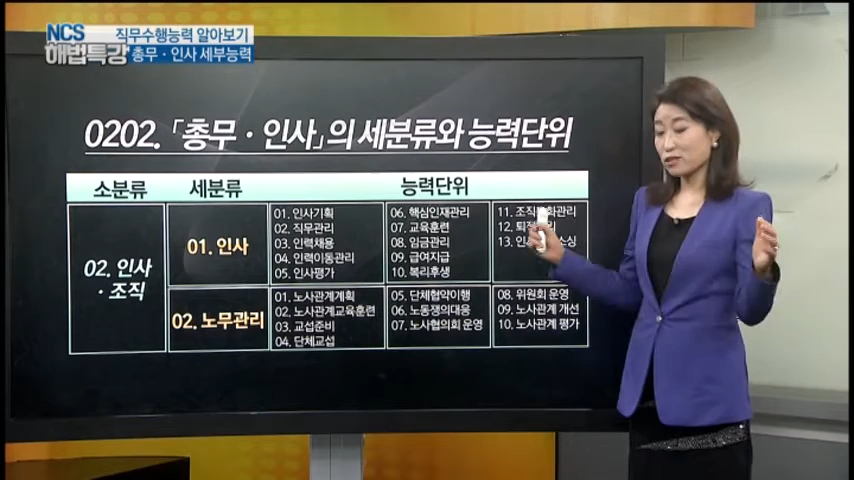 NCS 직무수행능력 알아보기
해법특강 총무·인사 세부능력
0202.「총무·인사」의 세분류와 능력단위
소분류 세분류 능력단위
02. 인사·조직
01. 인사
01. 인사기획
02. 직무관리
03. 인력채용
04. 인력이동관리
05. 인사평가
06. 핵심인재관리
07. 교육훈련
08. 임금관리
09. 급여지급
10. 복리후생
11. 조직 관리
12.
13.
02. 노무관리
01. 노사관계계획
02. 노사관계교육훈련
03. 교섭준비
04. 단체교섭
05. 단체협약이행
06. 노동쟁의대응
07. 노사협의회 운영
08. 위원회 운영
09. 노사관계 개선
10. 노사관계 평가